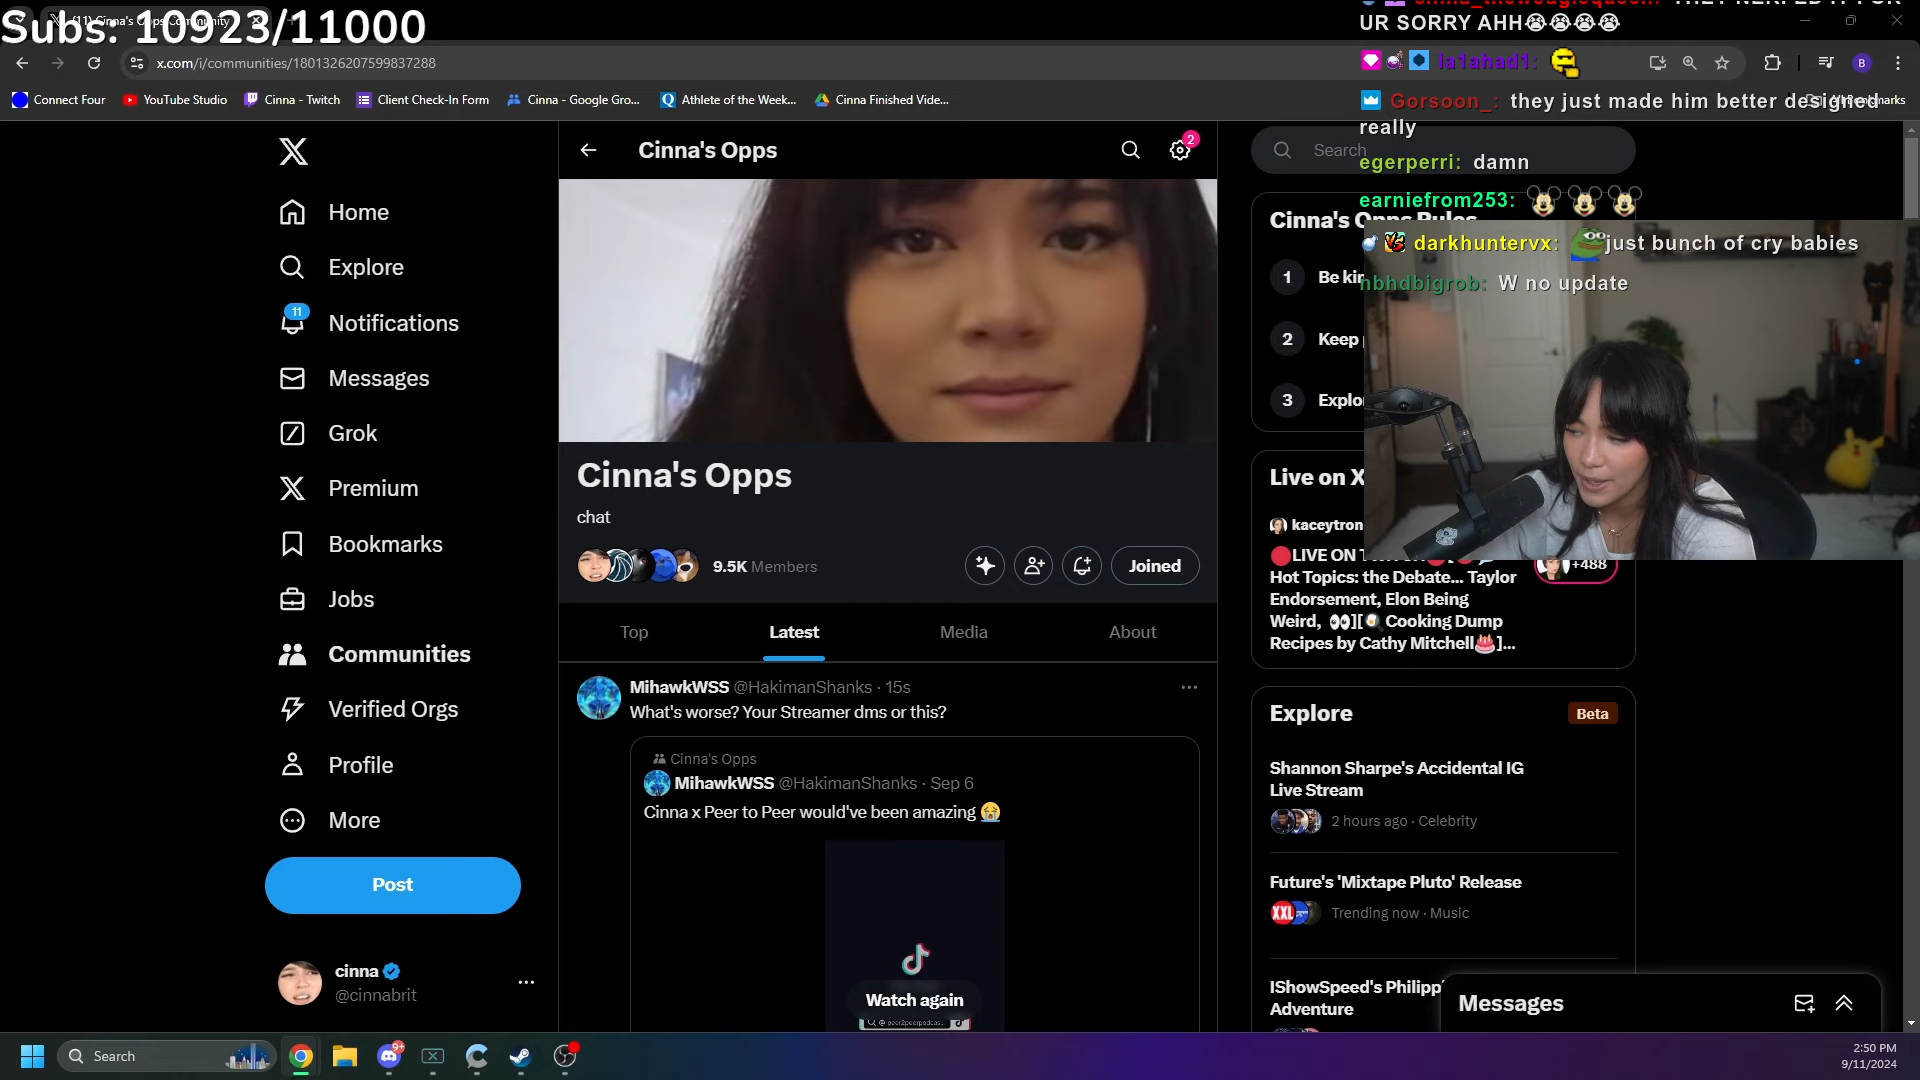 Subs: 10923/11000
UR SORRY AHH😭😭😭😭
x.com/i/communities/1801326207599837288
la1ahad1:
B
Connect Four
YouTube Studio
Cinna - Twitch
Client Check-In Form
Cinna - Google Gro...
Athlete of the Week...
Cinna Finished Vide...
Gorsoon_: they just made him better designed
really
egerperri: damn
earniefrom253:
darkhuntervx: just bunch of cry babies
nbhdbigrob: W no update
Home
Explore
11
Notifications
Messages
Grok
Premium
Bookmarks
Jobs
Communities
Verified Orgs
Profile
More
Post
cinna
@cinnabrit
Cinna's Opps
2
Cinna's Opps
chat
9.5K Members
Joined
Top
Latest
Media
About
MihawkWSS @HakimanShanks · 15s
What's worse? Your Streamer dms or this?
Cinna's Opps
MihawkWSS @HakimanShanks · Sep 6
Cinna x Peer to Peer would've been amazing 😭
Watch again
Search
Cinna's Opps Rules
1
2 Keep
3
Live on X
🔴LIVE ON
+488
Hot Topics: the Debate... Taylor
Endorsement, Elon Being
Weird, 👀][🍳Cooking Dump
Recipes by Cathy Mitchell🎂]...
Explore
Beta
Shannon Sharpe's Accidental IG
Live Stream
2 hours ago · Celebrity
Future's 'Mixtape Pluto' Release
XXL
Trending now · Music
IShowSpeed's
Adventure
Messages
Search
9+
2:50 PM
9/11/2024